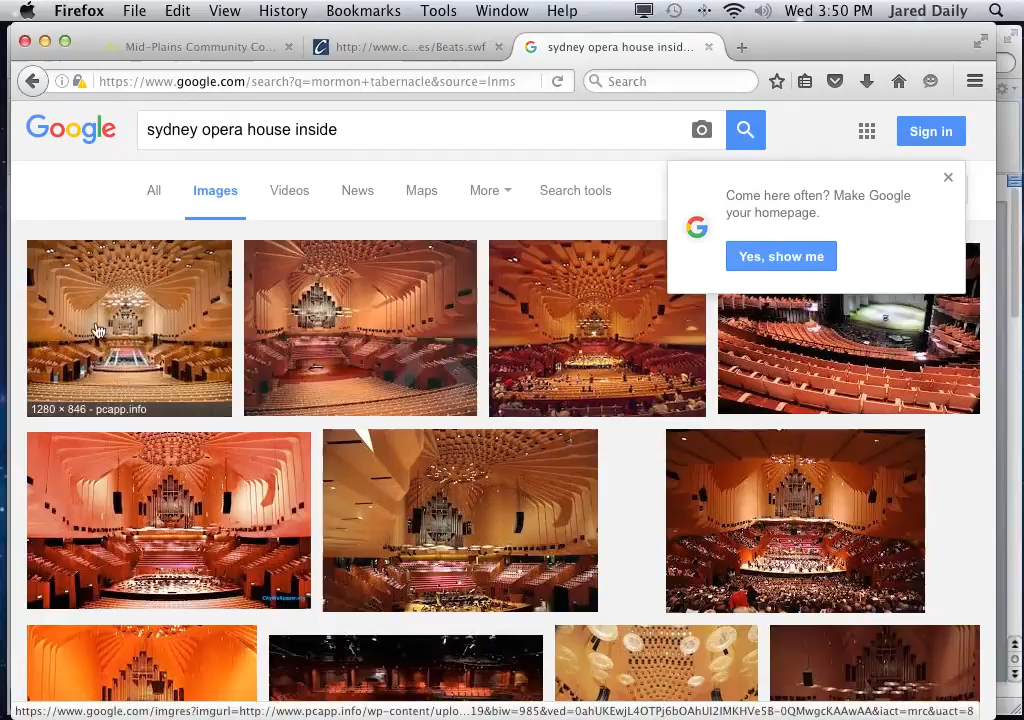 Firefox File Edit View History Bookmarks Tools Window Help Wed 3:50 PM Jared Daily
Mid-Plains Community Co... http://www.c...es/Beats.swf sydney opera house insid...
https://www.google.com/search?q=mormon+tabernacle&source=lnms Search
Google sydney opera house inside Sign in
All Images Videos News Maps More Search tools
Come here often? Make Google
your homepage.
Yes, show me
1280 × 846 - pcapp.info
CityWallpaper.org
https://www.google.com/imgres?imgurl=http://www.pcapp.info/wp-content/uplo...19&biw=985&ved=0ahUKEwjL4OTPj6bOAhUI2IMKHVe5B-0QMwgcKAAwAA&iact=mrc&uact=8